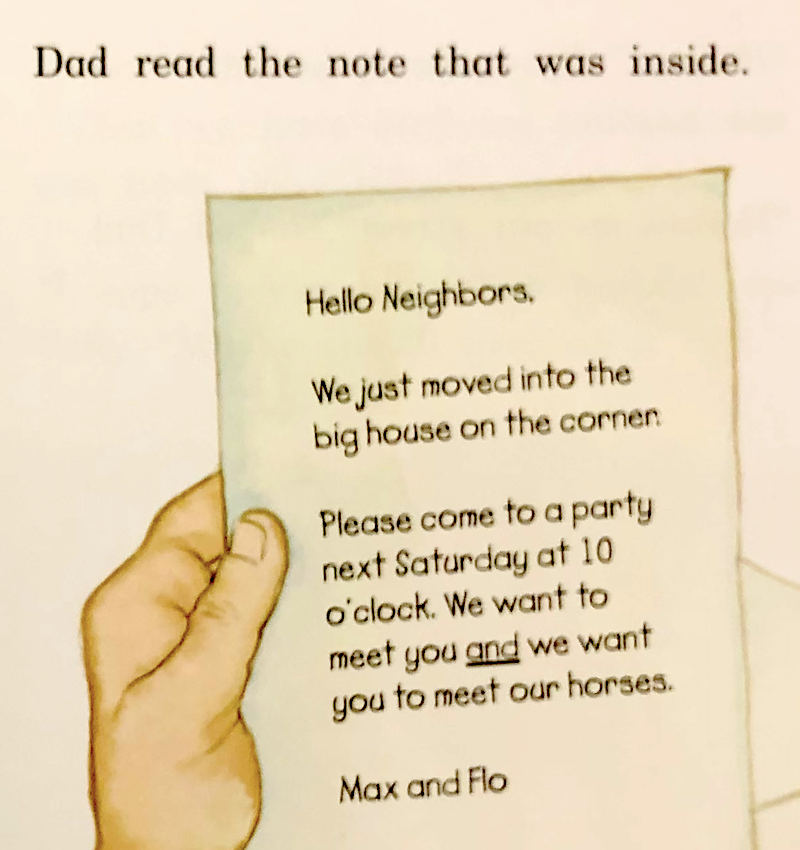 Dad read the note that was inside.
Hello Neighbors,
We just moved into the
big house on the corner.
Please come to a party
next Saturday at 10
o'clock. We want to
meet you and we want
you to meet our horses.
Max and Flo